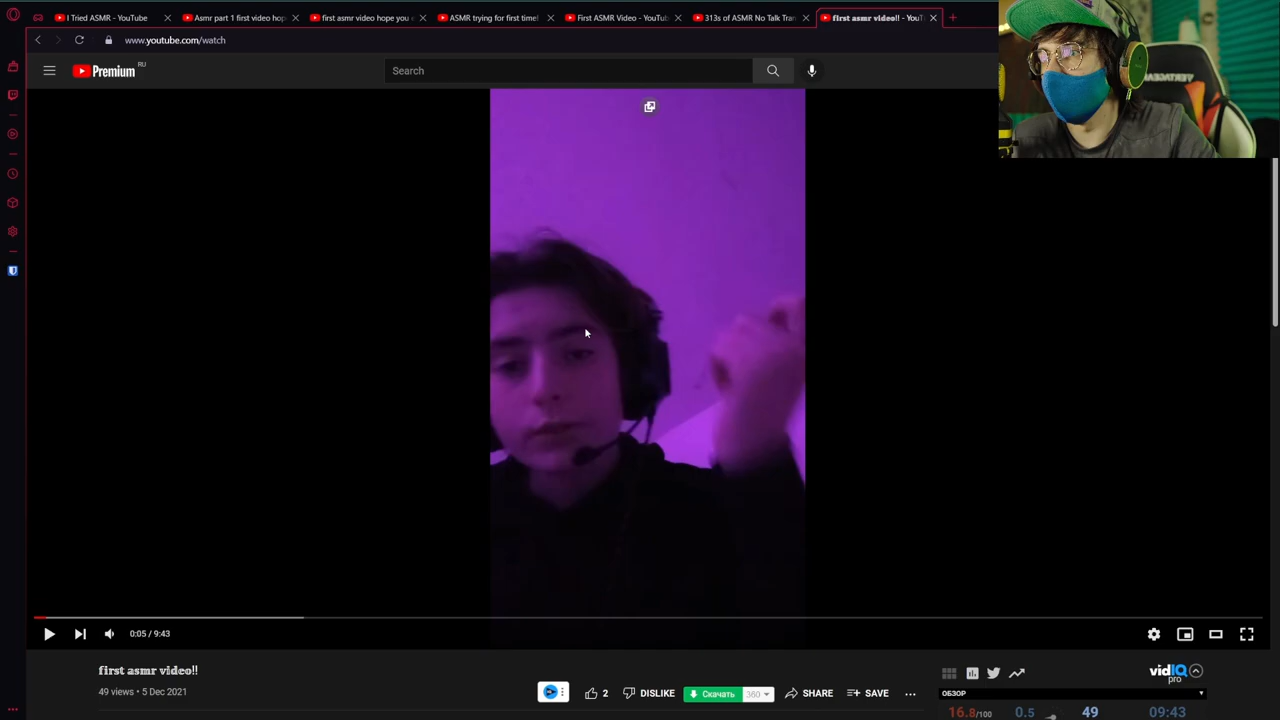 I Tried ASMR - YouTube
Asmr part 1 first video hop
first asmr video hope you e
ASMR trying for first time!
First ASMR Video - YouTub
313s of ASMR No Talk Tran
first asmr video!! - YouT
www.youtube.com/watch
Premium RU
Search
0:05 / 9:43
first asmr video!!
49 views • 5 Dec 2021
2
DISLIKE
Скачать
360
SHARE
SAVE
vidIQ
pro
ОБЗОР
16.8/100
0.5
49
09:43